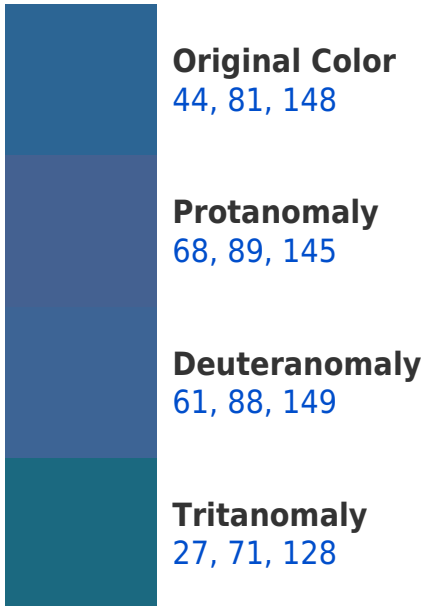 Original Color
44, 81, 148
Protanomaly
68, 89, 145
Deuteranomaly
61, 88, 149
Tritanomaly
27, 71, 128